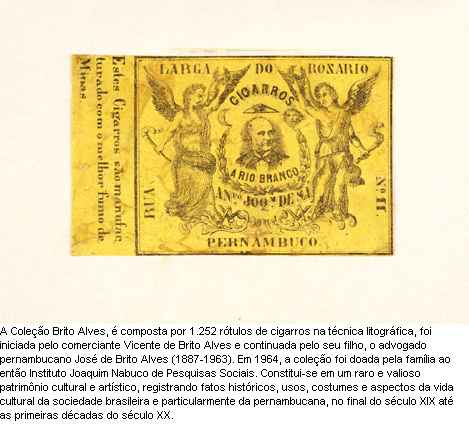 Estes Cigarros são manufac
turado com o melhor fumo de
Minas
LARGA DO ROSARIO
CIGARROS
A RIO BRANCO
JOQ.m DE SÁ
RUA
No. 11.
PERNAMBUCO.
A Coleção Brito Alves, é composta por 1.252 rótulos de cigarros na técnica litográfica, foi
iniciada pelo comerciante Vicente de Brito Alves e continuada pelo seu filho, o advogado
pernambucano José de Brito Alves (1887-1963). Em 1964, a coleção foi doada pela família ao
então Instituto Joaquim Nabuco de Pesquisas Sociais. Constitui-se em um raro e valioso
patrimônio cultural e artístico, registrando fatos históricos, usos, costumes e aspectos da vida
cultural da sociedade brasileira e particularmente da pernambucana, no final do século XIX até
as primeiras décadas do século XX.